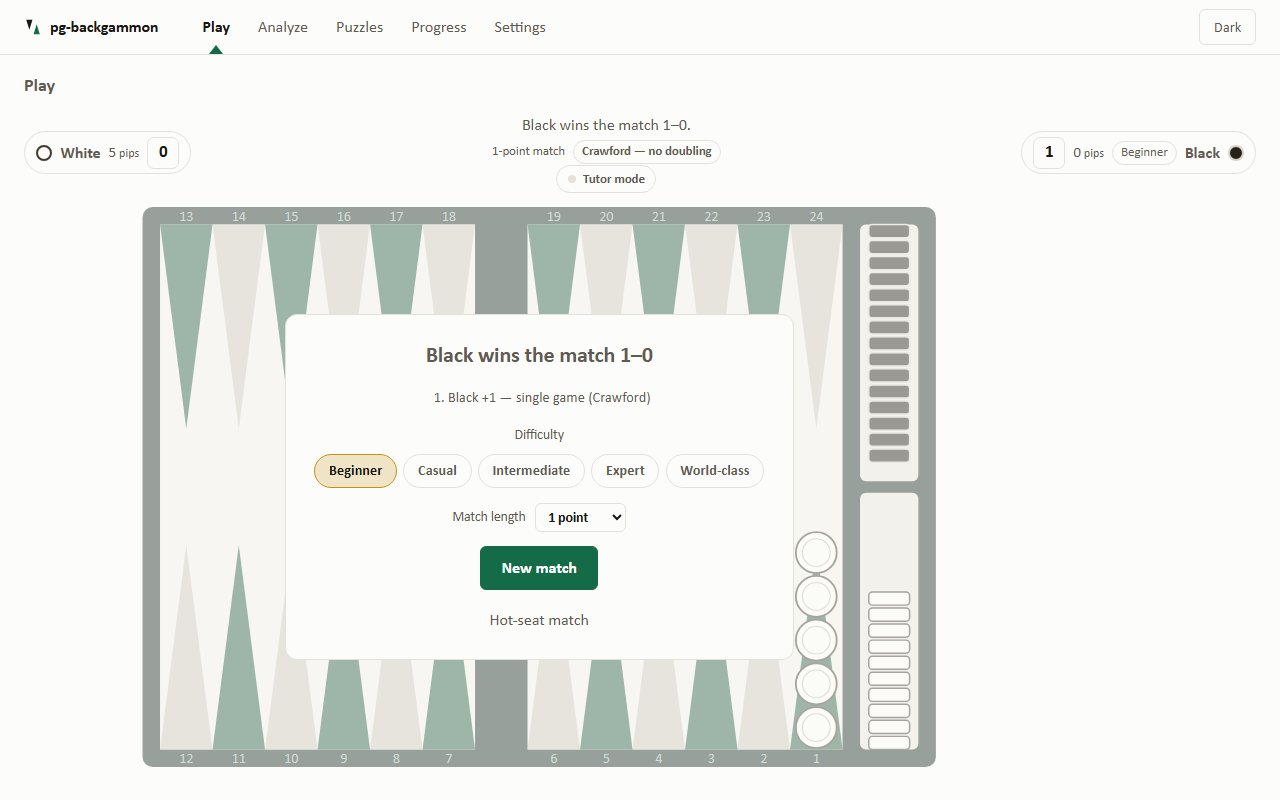 pg-backgammon Play Analyze Puzzles Progress Settings Dark
Play
Black wins the match 1–0.
White 5 pips 0
1-point match Crawford — no doubling
1 0 pips Beginner Black
Tutor mode
13 14 15 16 17 18 19 20 21 22 23 24
Black wins the match 1–0
1. Black +1 — single game (Crawford)
Difficulty
Beginner Casual Intermediate Expert World-class
Match length 1 point
New match
Hot-seat match
12 11 10 9 8 7 6 5 4 3 2 1